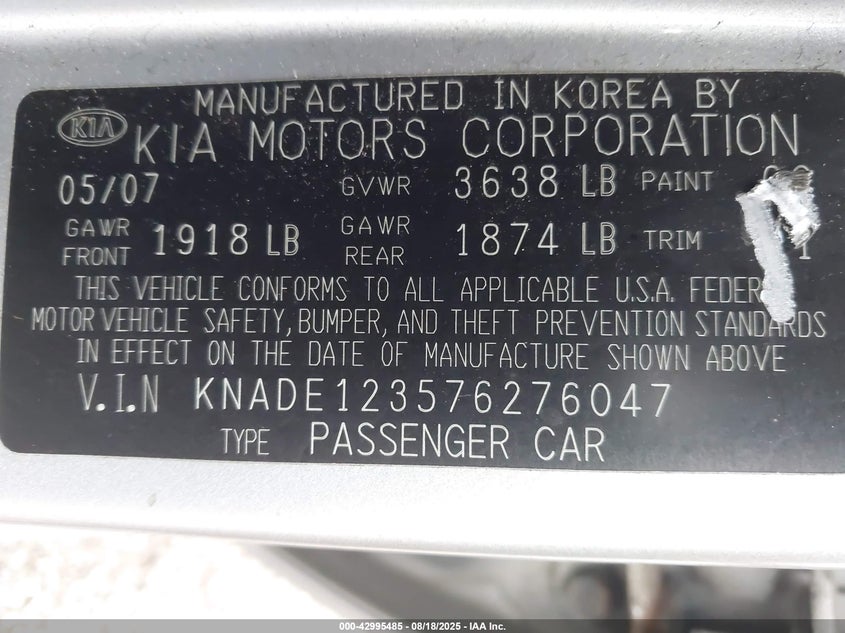 MANUFACTURED IN KOREA BY
KIA KIA MOTORS CORPORATION
05/07 GVWR 3638 LB PAINT
GAWR FRONT 1918 LB GAWR REAR 1874 LB TRIM
THIS VEHICLE CONFORMS TO ALL APPLICABLE U.S.A. FEDER
MOTOR VEHICLE SAFETY, BUMPER, AND THEFT PREVENTION STANDARDS
IN EFFECT ON THE DATE OF MANUFACTURE SHOWN ABOVE
V.I.N KNADE123576276047
TYPE PASSENGER CAR
000-42995485 - 08/18/2025 - IAA Inc.